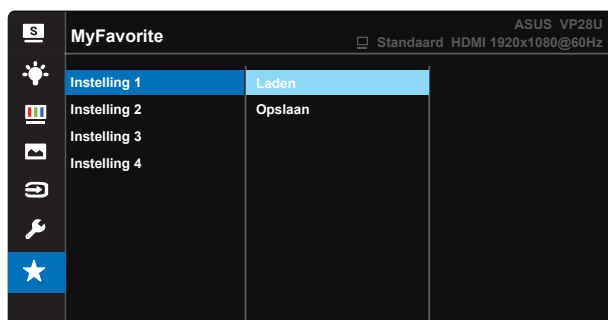 S
MyFavorite
ASUS VP28U
Standaard HDMI 1920x1080@60Hz
Instelling 1
Laden
Instelling 2
Opslaan
Instelling 3
Instelling 4